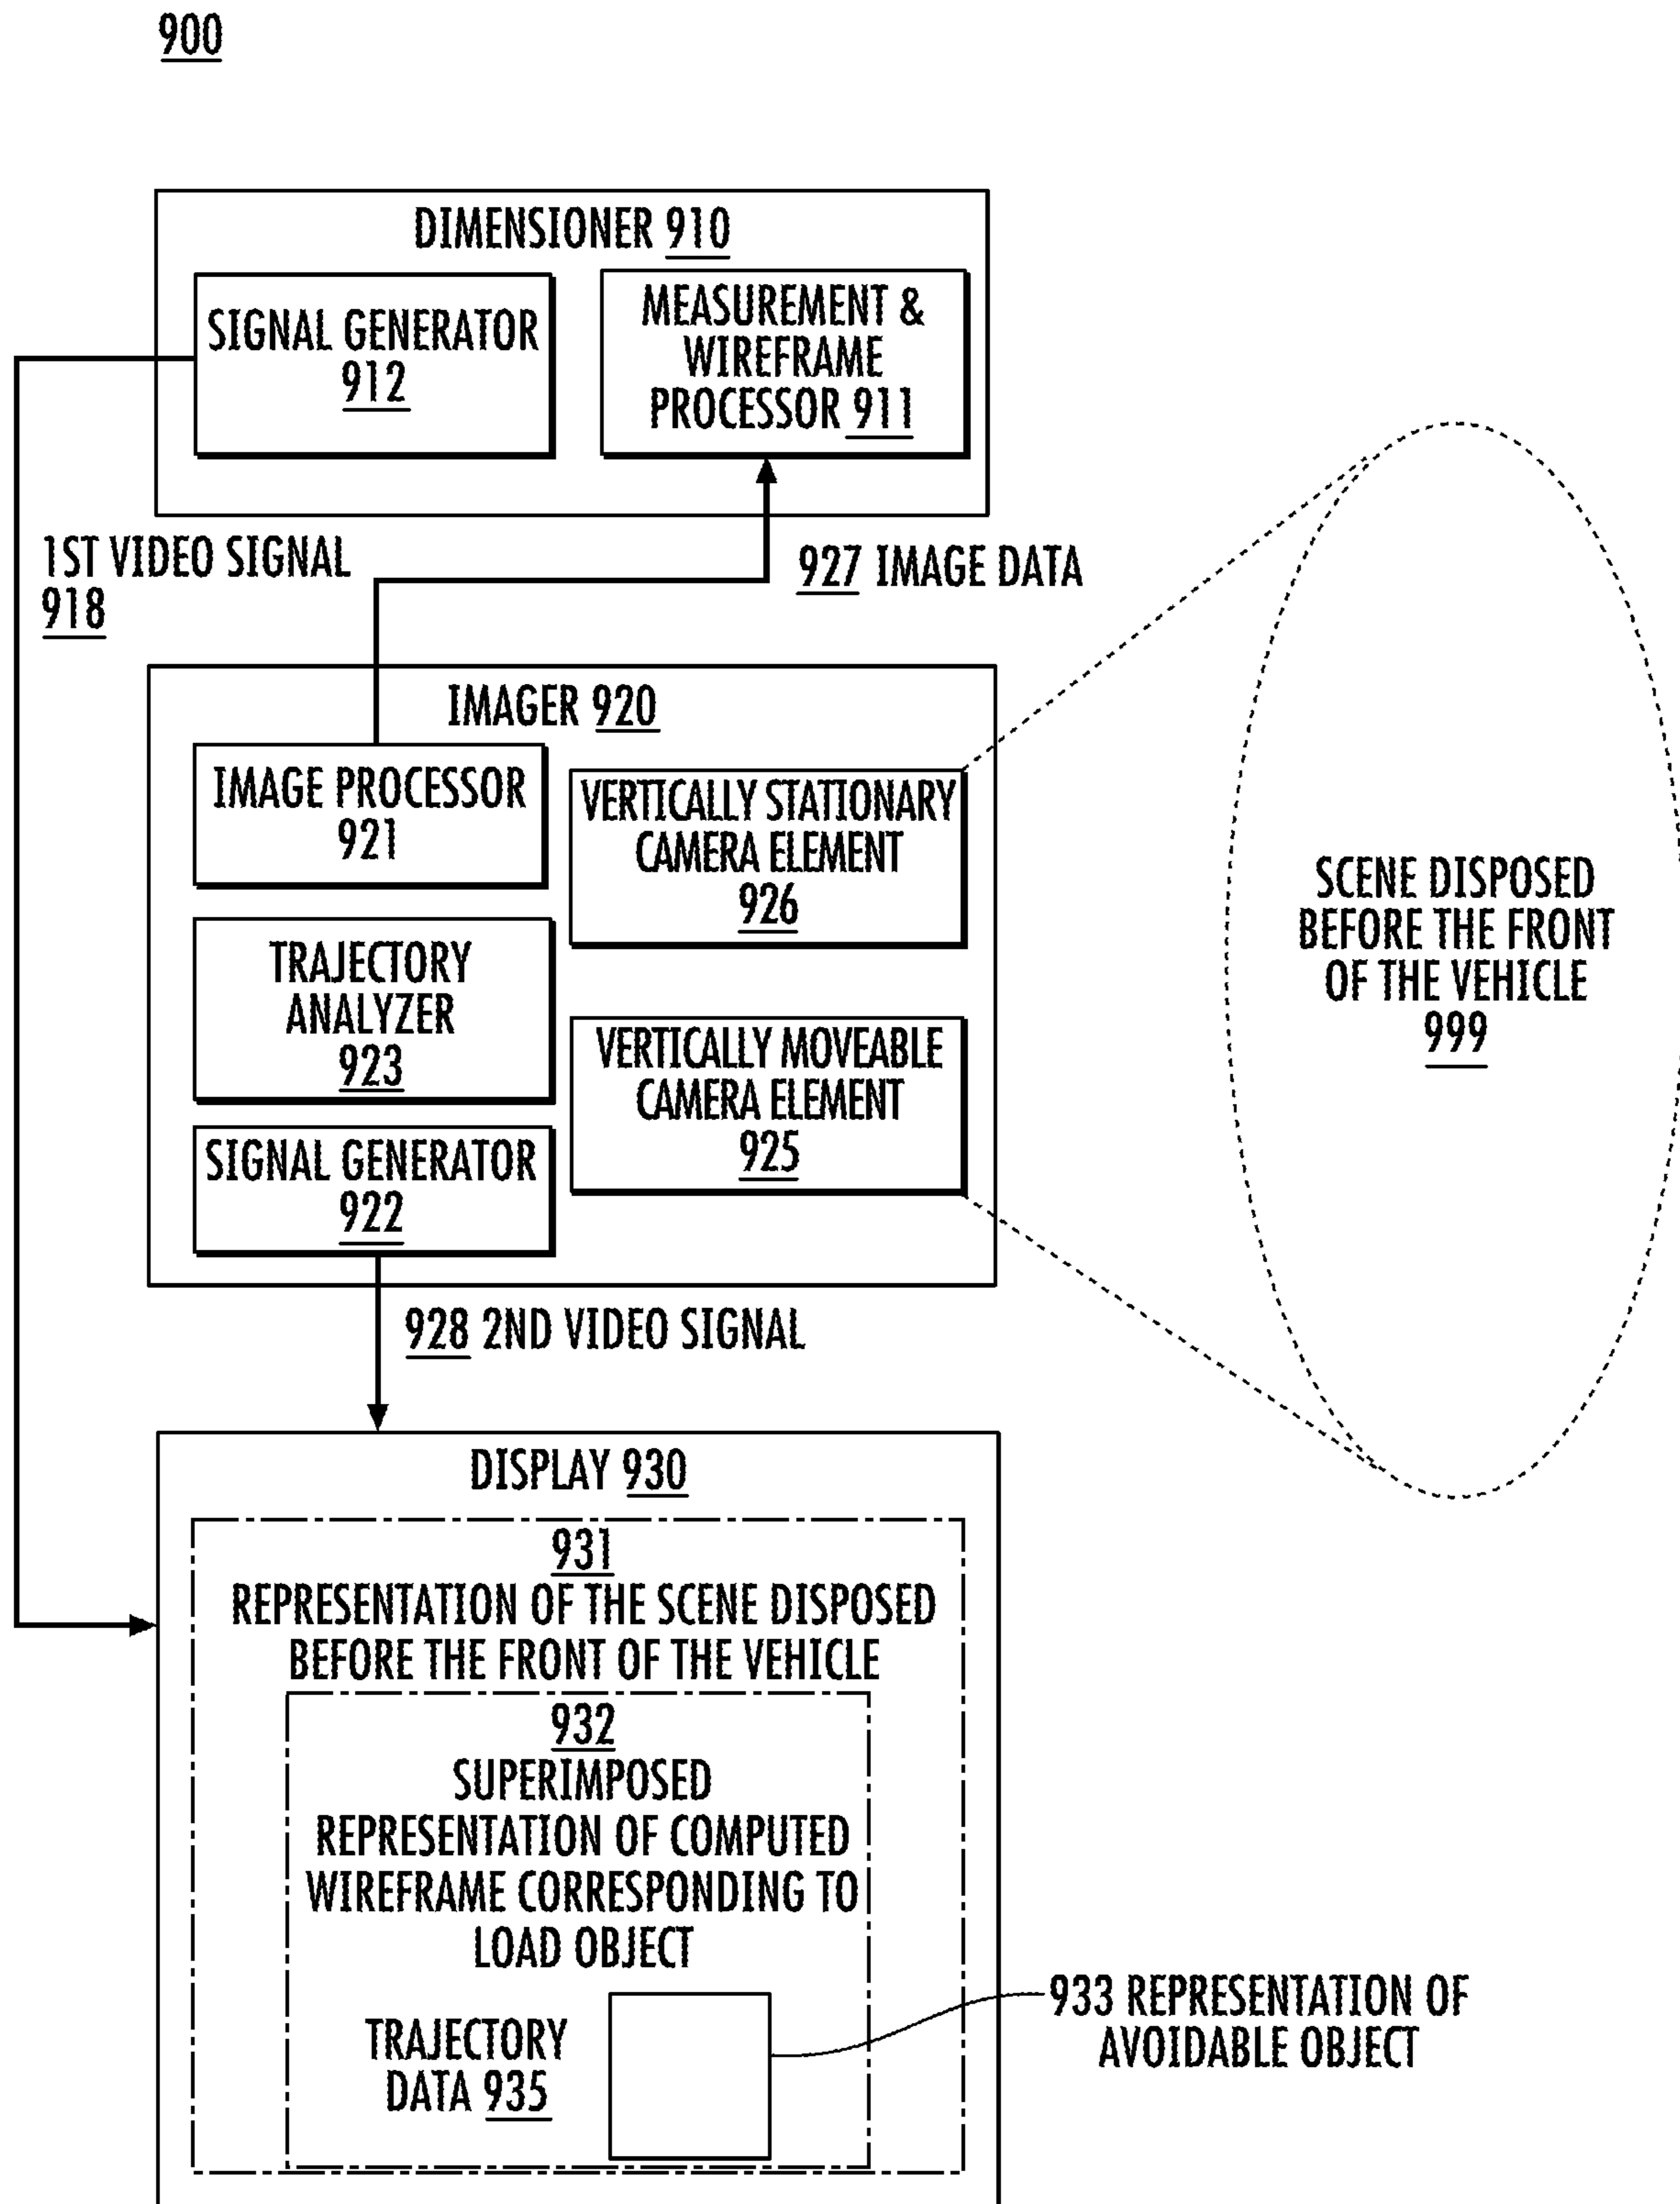 900
DIMENSIONER 910
SIGNAL GENERATOR
912
MEASUREMENT &
WIREFRAME
PROCESSOR 911
1ST VIDEO SIGNAL
918
927 IMAGE DATA
IMAGER 920
IMAGE PROCESSOR
921
VERTICALLY STATIONARY
CAMERA ELEMENT
926
TRAJECTORY
ANALYZER
923
VERTICALLY MOVEABLE
CAMERA ELEMENT
925
SIGNAL GENERATOR
922
SCENE DISPOSED
BEFORE THE FRONT
OF THE VEHICLE
999
928 2ND VIDEO SIGNAL
DISPLAY 930
931
REPRESENTATION OF THE SCENE DISPOSED
BEFORE THE FRONT OF THE VEHICLE
932
SUPERIMPOSED
REPRESENTATION OF COMPUTED
WIREFRAME CORRESPONDING TO
LOAD OBJECT
TRAJECTORY
DATA 935
933 REPRESENTATION OF
AVOIDABLE OBJECT